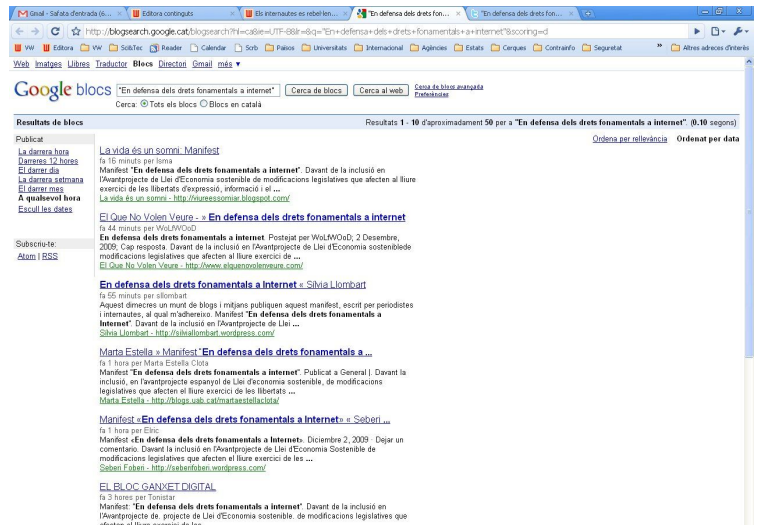 Gmail - Safata d'entrada (6...
Editora continguts
Els internautes es rebel·len...
"En defensa dels drets fon...
"En defensa dels drets fon...
http://blogsearch.google.cat/blogsearch?hl=ca&ie=UTF-8&lr=&q="En+defensa+dels+drets+fonamentals+a+internet"&scoring=d
VW Editora VW SobTec Reader Calendar Scrb Països Universitats Internacional Agències Estats Cerques Contrainfo Seguretat » Altres adreces d'interès
Web Imatges Llibres Traductor Blocs Directori Gmail més ▼
Google blocs "En defensa dels drets fonamentals a internet" Cerca de blocs Cerca al web Cerca de blocs avançada
Preferències
Cerca: Tots els blocs Blocs en català
Resultats de blocs Resultats 1 - 10 d'aproximadament 50 per a "En defensa dels drets fonamentals a internet". (0.10 segons)
Ordena per rellevància Ordenat per data
Publicat
La darrera hora
Darreres 12 hores
El darrer dia
La darrera setmana
El darrer mes
A qualsevol hora
Escull les dates
Subscriu-te:
Atom | RSS
La vida és un somni: Manifest
fa 16 minuts per Isma
Manifest "En defensa dels drets fonamentals a internet". Davant de la inclusió en
l'Avantprojecte de Llei d'Economia sostenible de modificacions legislatives que afecten al lliure
exercici de les llibertats d'expressió, informació i el ...
La vida és un somni - http://viureessomiar.blogspot.com/
El Que No Volen Veure - » En defensa dels drets fonamentals a internet
fa 44 minuts per WoLfWOoD
En defensa dels drets fonamentals a internet. Postejat per WoLfWOoD; 2 Desembre,
2009; Cap resposta. Davant de la inclusió en l'Avantprojecte de Llei d'Economia sosteniblede
modificacions legislatives que afecten al lliure exercici de ...
El Que No Volen Veure - http://www.elquenovolenveure.com/
En defensa dels drets fonamentals a Internet « Sílvia Llombart
fa 55 minuts per sllombart
Aquest dimecres un munt de blogs i mitjans publiquen aquest manifest, escrit per periodistes
i internautes, al qual m'adhereixo. Manifest "En defensa dels drets fonamentals a
Internet". Davant de la inclusió en l'Avantprojecte de Llei ...
Sílvia Llombart - http://silviallombart.wordpress.com/
Marta Estella » Manifest "En defensa dels drets fonamentals a ...
fa 1 hora per Marta Estella Clota
Manifest "En defensa dels drets fonamentals a internet". Publicat a General |. Davant la
inclusió, en l'avantprojecte espanyol de Llei d'economia sostenible, de modificacions
legislatives que afecten el lliure exercici de les llibertats ...
Marta Estella - http://blogs.uab.cat/martaestellaclota/
Manifest «En defensa dels drets fonamentals a Internet» « Seberi ...
fa 1 hora per Elric
Manifest «En defensa dels drets fonamentals a Internet». Diciembre 2, 2009 · Dejar un
comentario. Davant la inclusió en l'Avantprojecte de Llei d'Economia Sostenible de
modificacions legislatives que afecten el lliure exercici de les ...
Seberi Foberi - http://seberifoberi.wordpress.com/
EL BLOC GANXET DIGITAL
fa 3 hores per Tonistar
Manifest: "En defensa dels drets fonamentals a internet". Davant de la inclusió en
l'Avantprojecte de. projecte de Llei d'Economia sostenible. de modificacions legislatives que
afecten al lliure exercici de les